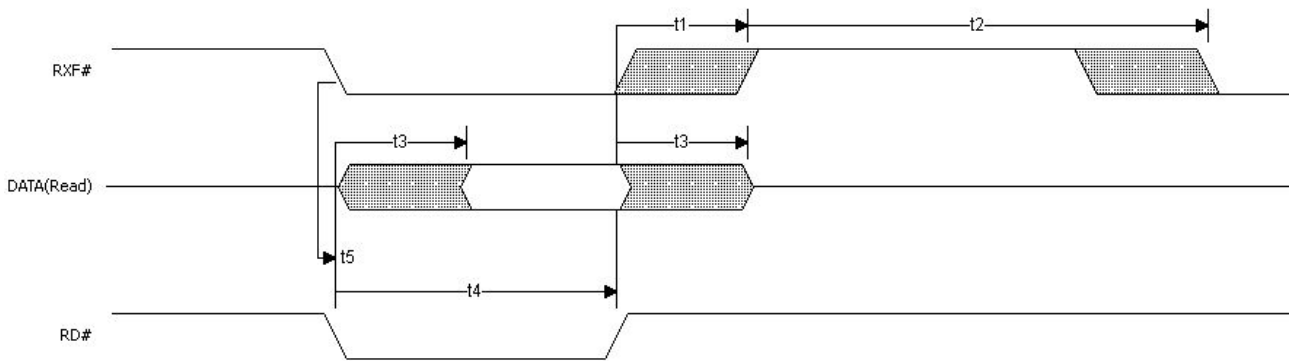 t1
t2
RXF#
t3
t3
DATA(Read)
t5
t4
RD#